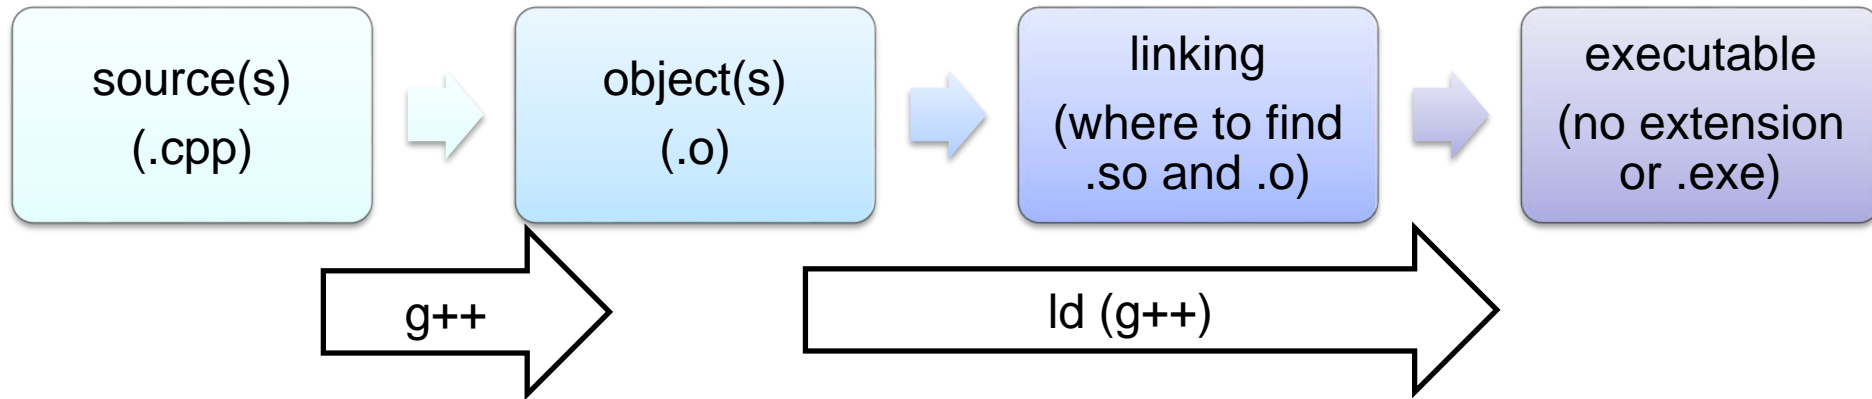 source(s)
(.cpp)
object(s)
(.o)
linking
(where to find
.so and .o)
executable
(no extension
or .exe)
g++
ld (g++)